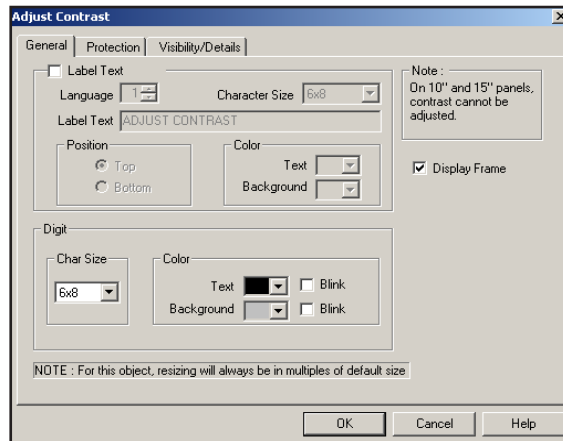 Adjust Contrast
General Protection Visibility/Details
Label Text
Language 1 Character Size 6x8
Label Text ADJUST CONTRAST
Position
Top
Bottom
Color
Text
Background
Note :
On 10" and 15" panels,
contrast cannot be
adjusted.
Display Frame
Digit
Char Size
6x8
Color
Text Blink
Background Blink
NOTE : For this object, resizing will always be in multiples of default size
OK Cancel Help